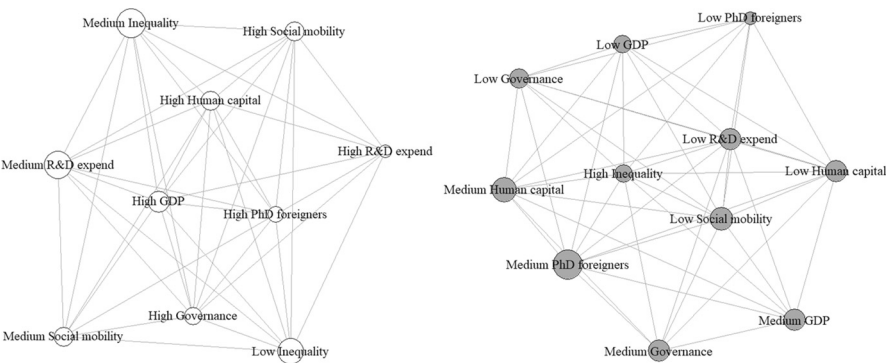 Medium Inequality
High Social mobility
High Human capital
High R&D expend
Medium R&D expend
High GDP
High PhD foreigners
High Governance
Medium Social mobility
Low Inequality
Low PhD foreigners
Low GDP
Low Governance
Low R&D expend
High Inequality
Low Human capital
Medium Human capital
Low Social mobility
Medium PhD foreigners
Medium GDP
Medium Governance